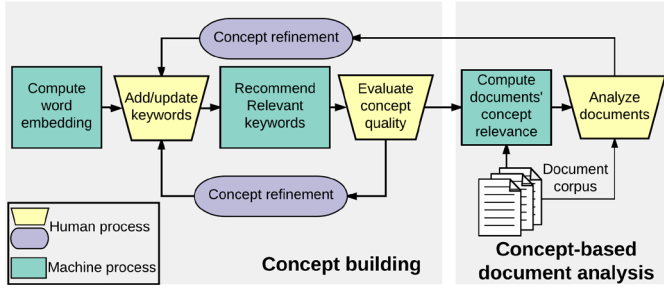 Concept refinement
Compute
word
embedding
Add/update
keywords
Recommend
Relevant
keywords
Evaluate
concept
quality
Compute
documents'
concept
relevance
Analyze
documents
Concept refinement
Document
corpus
Human process
Machine process
Concept building
Concept-based
document analysis